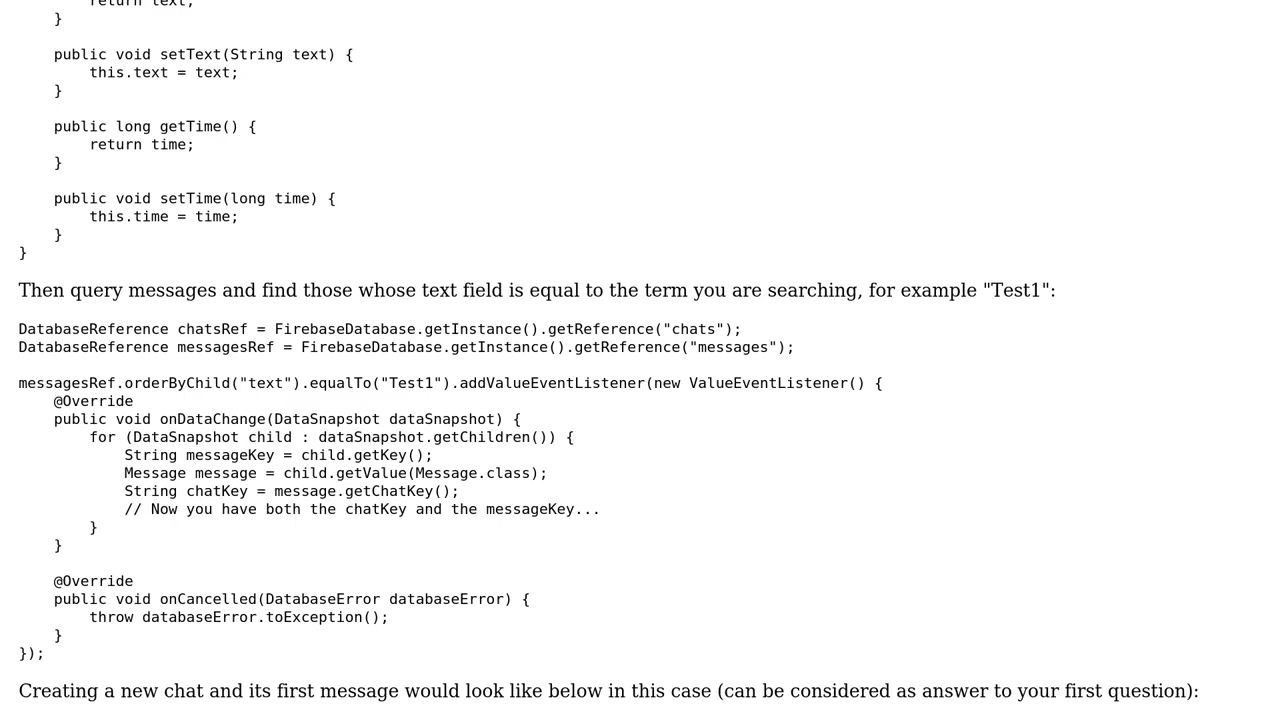 return text;
    }

    public void setText(String text) {
        this.text = text;
    }

    public long getTime() {
        return time;
    }

    public void setTime(long time) {
        this.time = time;
    }
}
Then query messages and find those whose text field is equal to the term you are searching, for example "Test1":
DatabaseReference chatsRef = FirebaseDatabase.getInstance().getReference("chats");
DatabaseReference messagesRef = FirebaseDatabase.getInstance().getReference("messages");

messagesRef.orderByChild("text").equalTo("Test1").addValueEventListener(new ValueEventListener() {
    @Override
    public void onDataChange(DataSnapshot dataSnapshot) {
        for (DataSnapshot child : dataSnapshot.getChildren()) {
            String messageKey = child.getKey();
            Message message = child.getValue(Message.class);
            String chatKey = message.getChatKey();
            // Now you have both the chatKey and the messageKey...
        }
    }

    @Override
    public void onCancelled(DatabaseError databaseError) {
        throw databaseError.toException();
    }
});
Creating a new chat and its first message would look like below in this case (can be considered as answer to your first question):